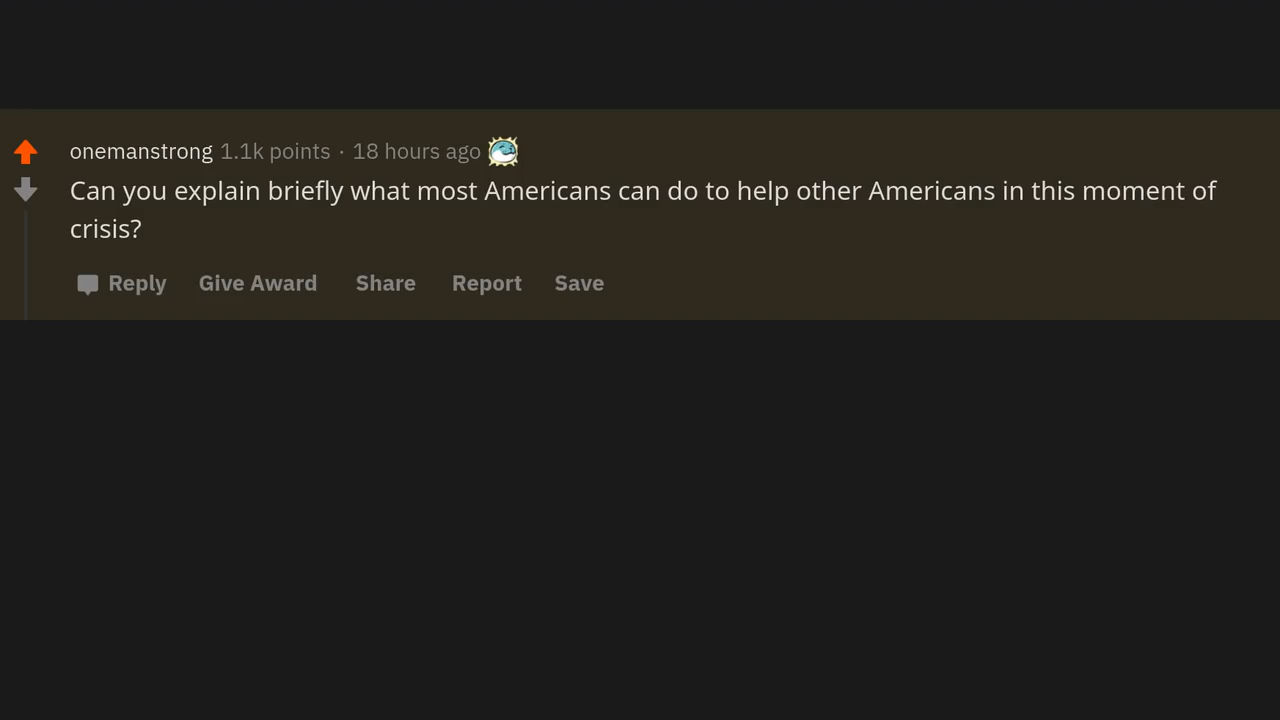 onemanstrong 1.1k points · 18 hours ago
Can you explain briefly what most Americans can do to help other Americans in this moment of
crisis?
Reply Give Award Share Report Save